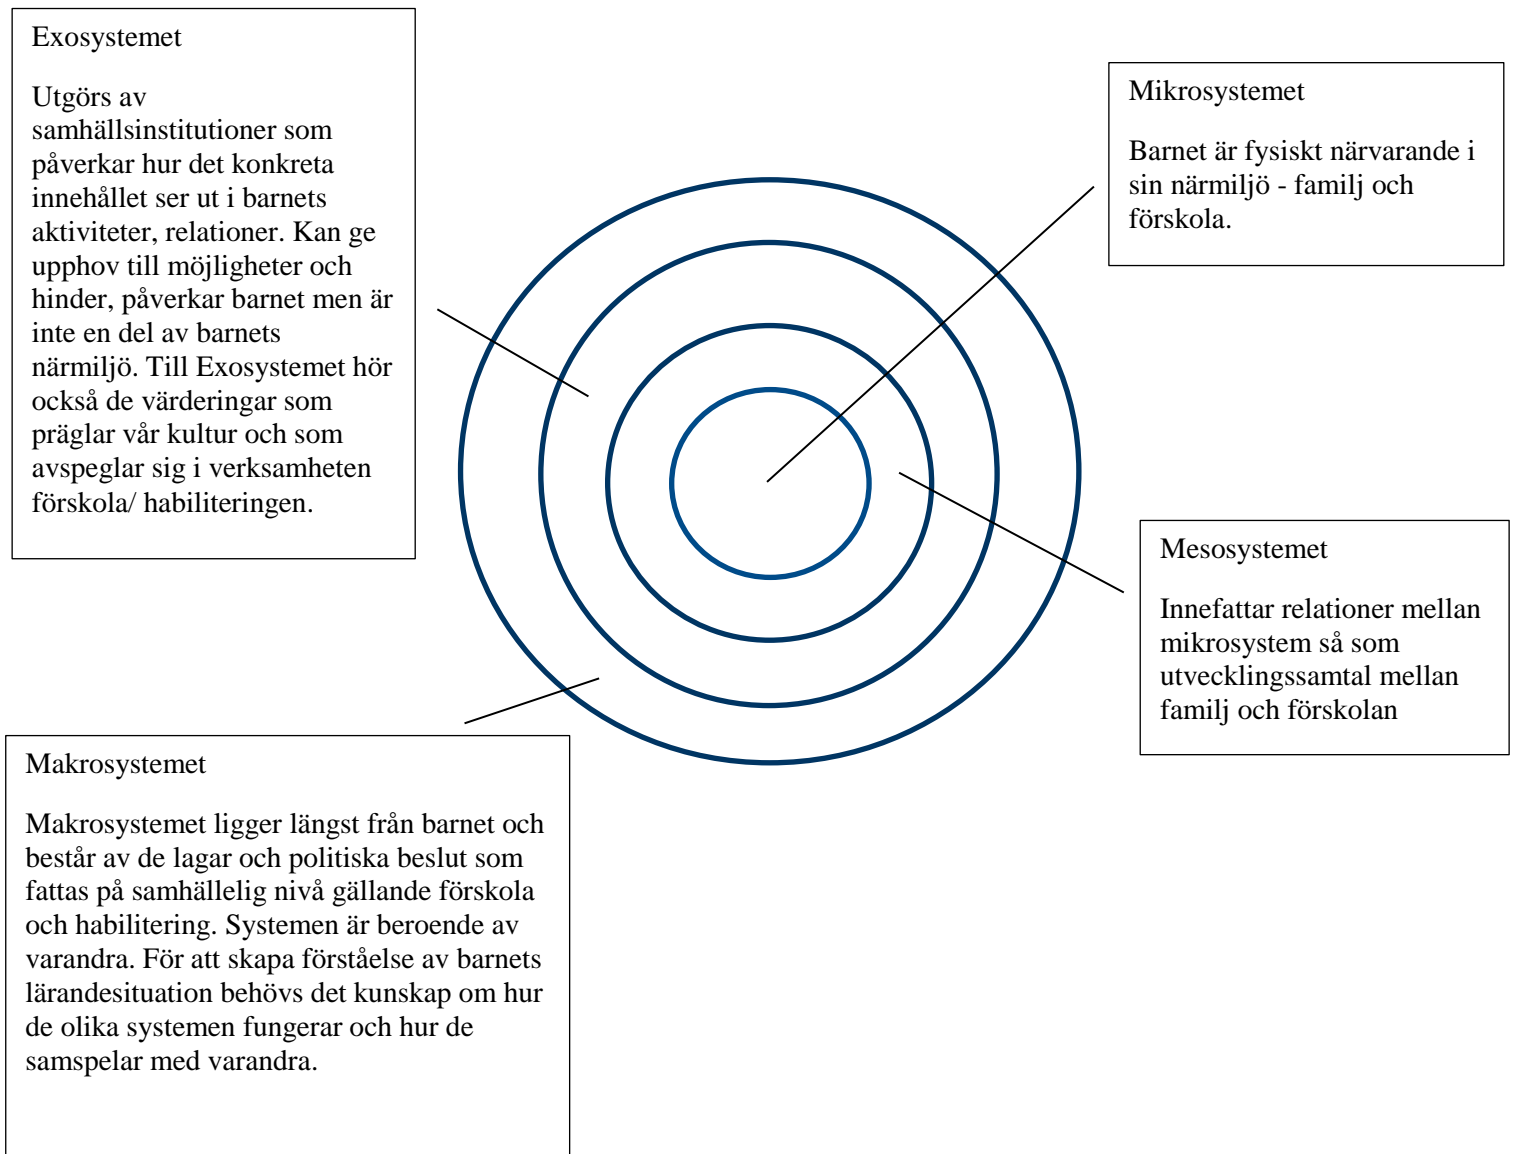 Exosystemet
Utgörs av
samhällsinstitutioner som
påverkar hur det konkreta
innehållet ser ut i barnets
aktiviteter, relationer. Kan ge
upphov till möjligheter och
hinder, påverkar barnet men är
inte en del av barnets
närmiljö. Till Exosystemet hör
också de värderingar som
präglar vår kultur och som
avspeglar sig i verksamheten
förskola/ habiliteringen.
Mikrosystemet
Barnet är fysiskt närvarande i
sin närmiljö - familj och
förskola.
Mesosystemet
Innefattar relationer mellan
mikrosystem så som
utvecklingssamtal mellan
familj och förskolan
Makrosystemet
Makrosystemet ligger längst från barnet och
består av de lagar och politiska beslut som
fattas på samhällelig nivå gällande förskola
och habilitering. Systemen är beroende av
varandra. För att skapa förståelse av barnets
lärandesituation behövs det kunskap om hur
de olika systemen fungerar och hur de
samspelar med varandra.